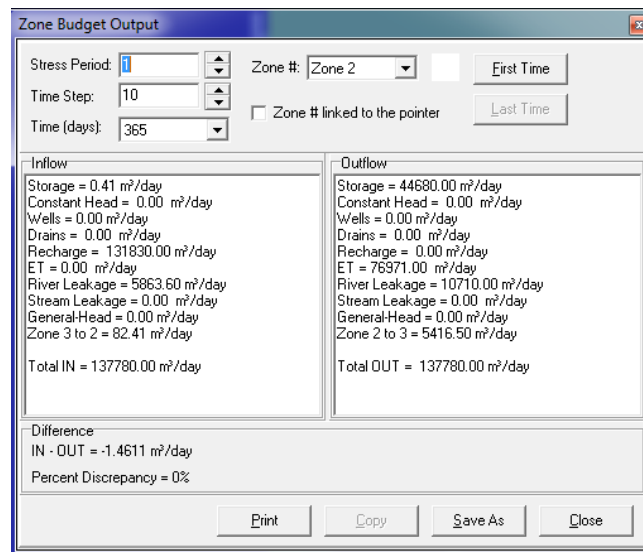 Zone Budget Output
Stress Period: 1
Zone #: Zone 2
First Time
Time Step: 10
Zone # linked to the pointer
Last Time
Time (days): 365
Inflow
Storage = 0.41 m³/day
Constant Head = 0.00 m³/day
Wells = 0.00 m³/day
Drains = 0.00 m³/day
Recharge = 131830.00 m³/day
ET = 0.00 m³/day
River Leakage = 5863.60 m³/day
Stream Leakage = 0.00 m³/day
General-Head = 0.00 m³/day
Zone 3 to 2 = 82.41 m³/day
Total IN = 137780.00 m³/day
Outflow
Storage = 44680.00 m³/day
Constant Head = 0.00 m³/day
Wells = 0.00 m³/day
Drains = 0.00 m³/day
Recharge = 0.00 m³/day
ET = 76971.00 m³/day
River Leakage = 10710.00 m³/day
Stream Leakage = 0.00 m³/day
General-Head = 0.00 m³/day
Zone 2 to 3 = 5416.50 m³/day
Total OUT = 137780.00 m³/day
Difference
IN - OUT = -1.4611 m³/day
Percent Discrepancy = 0%
Print
Copy
Save As
Close